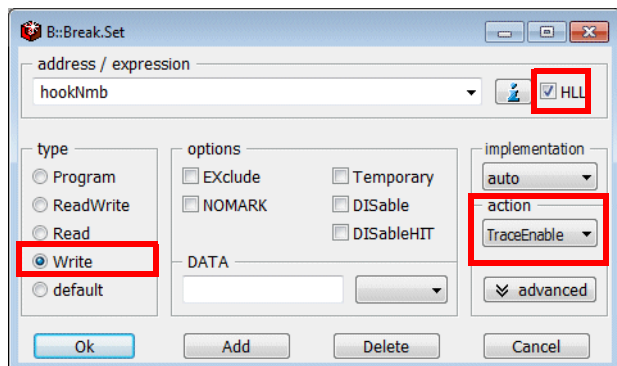 B::Break.Set
address / expression
hookNmb
HLL
type
options
implementation
Program
EXclude
Temporary
auto
ReadWrite
NOMARK
DISable
action
Read
DISableHIT
TraceEnable
Write
DATA
default
advanced
Ok
Add
Delete
Cancel